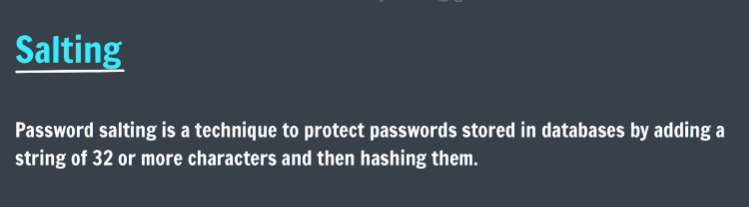 Salting
Password salting is a technique to protect passwords stored in databases by adding a
string of 32 or more characters and then hashing them.